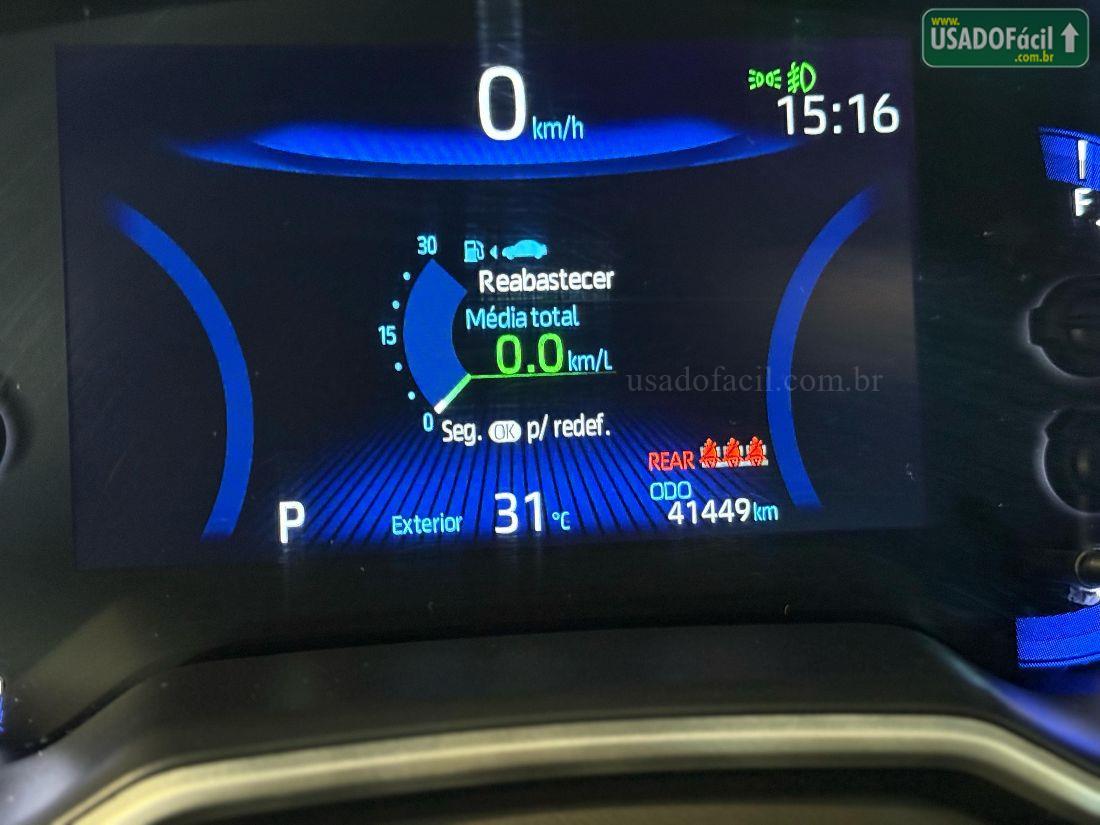 www.
USADOFácil
.com.br
0 km/h
15:16
F
30
Reabastecer
Média total
15
0.0 km/L
usadofacil.com.br
0
Seg. OK p/ redef.
REAR
ODO
P
Exterior 31 °C
41449 km